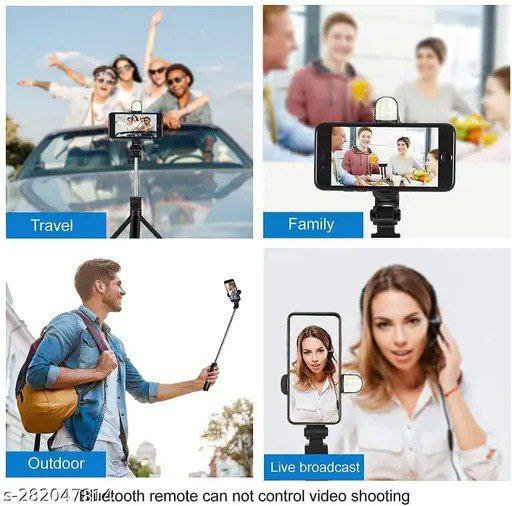 Travel
Family
Outdoor
Live broadcast
Bluetooth remote can not control video shooting